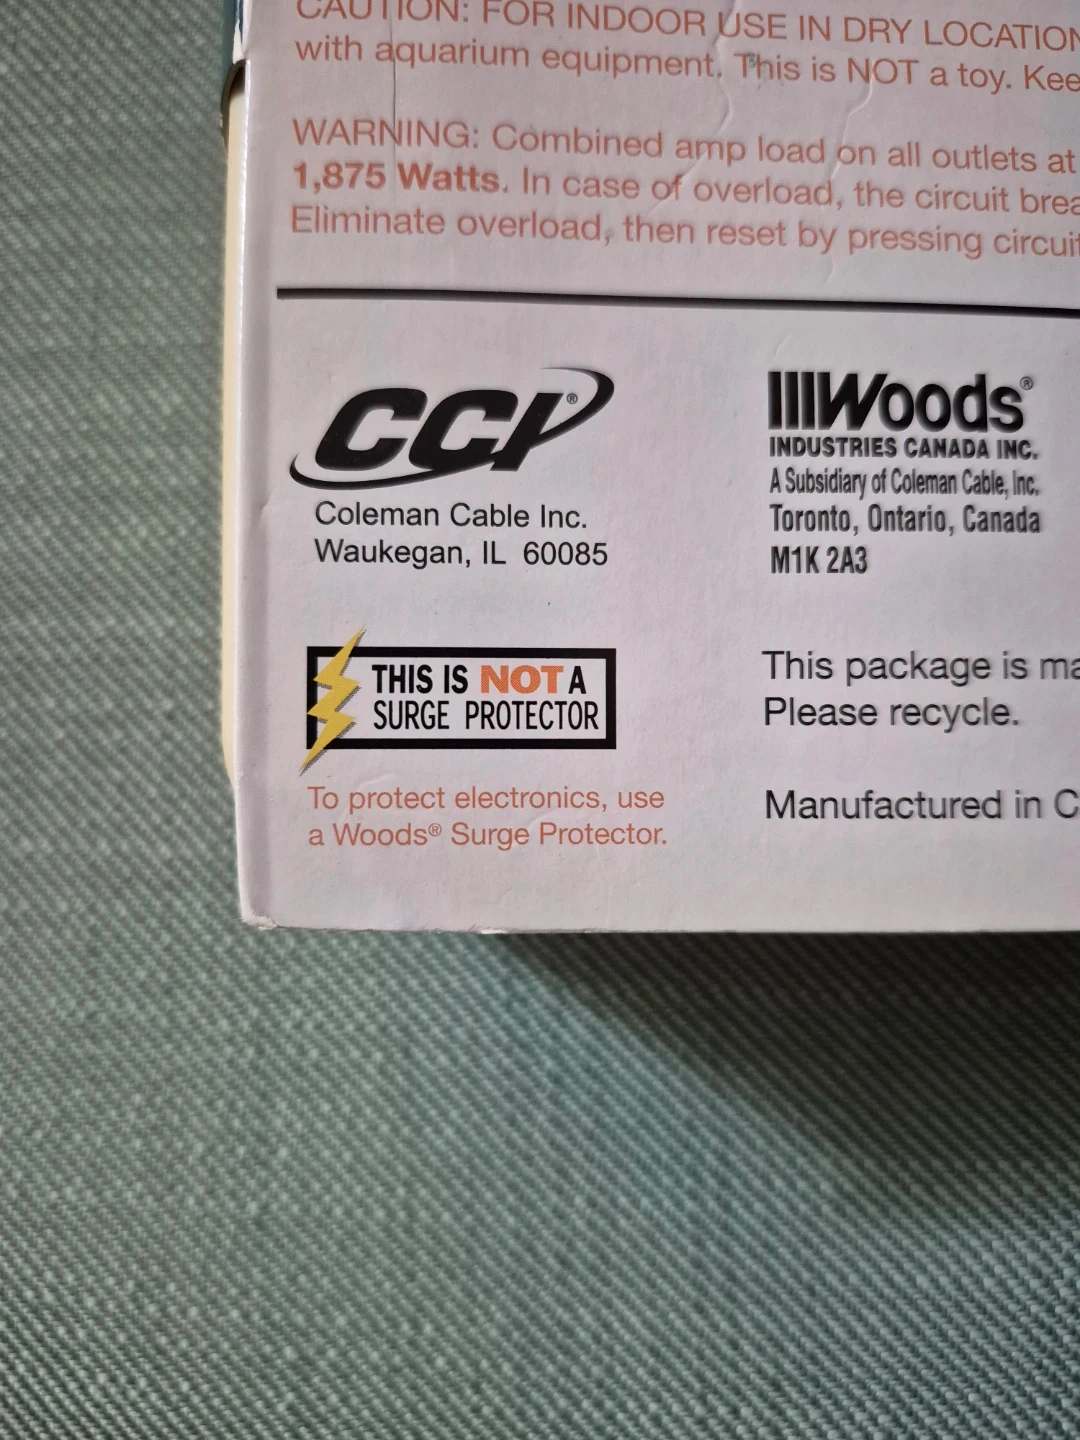 CAUTION: FOR INDOOR USE IN DRY
with aquarium equipment. This is NOT a toy.
WARNING: Combined amp load on all outlets at
1,875 Watts. In case of overload, the circuit
Eliminate overload, then reset by pressing
CCI®
Coleman Cable Inc.
Waukegan, IL 60085
Woods®
INDUSTRIES CANADA INC.
A Subsidiary of Coleman Cable, Inc.
Toronto, Ontario, Canada
M1K 2A3
THIS IS NOT A
SURGE PROTECTOR
To protect electronics, use
a Woods® Surge Protector.
This package is
Please recycle.
Manufactured in